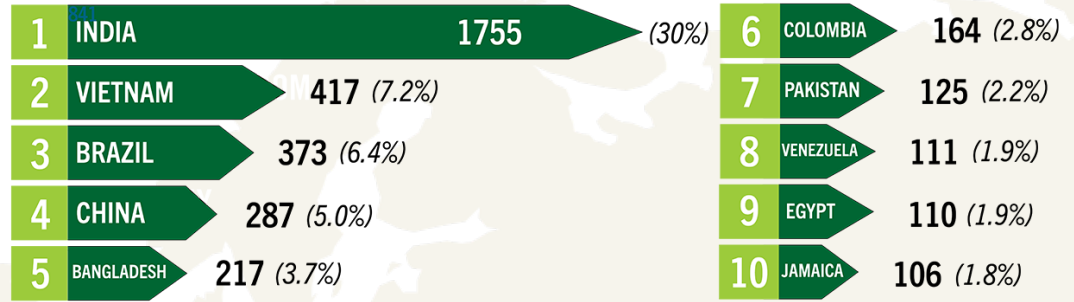 841
1 INDIA 1755 (30%)
2 VIETNAM 417 (7.2%)
3 BRAZIL 373 (6.4%)
4 CHINA 287 (5.0%)
5 BANGLADESH 217 (3.7%)
6 COLOMBIA 164 (2.8%)
7 PAKISTAN 125 (2.2%)
8 VENEZUELA 111 (1.9%)
9 EGYPT 110 (1.9%)
10 JAMAICA 106 (1.8%)